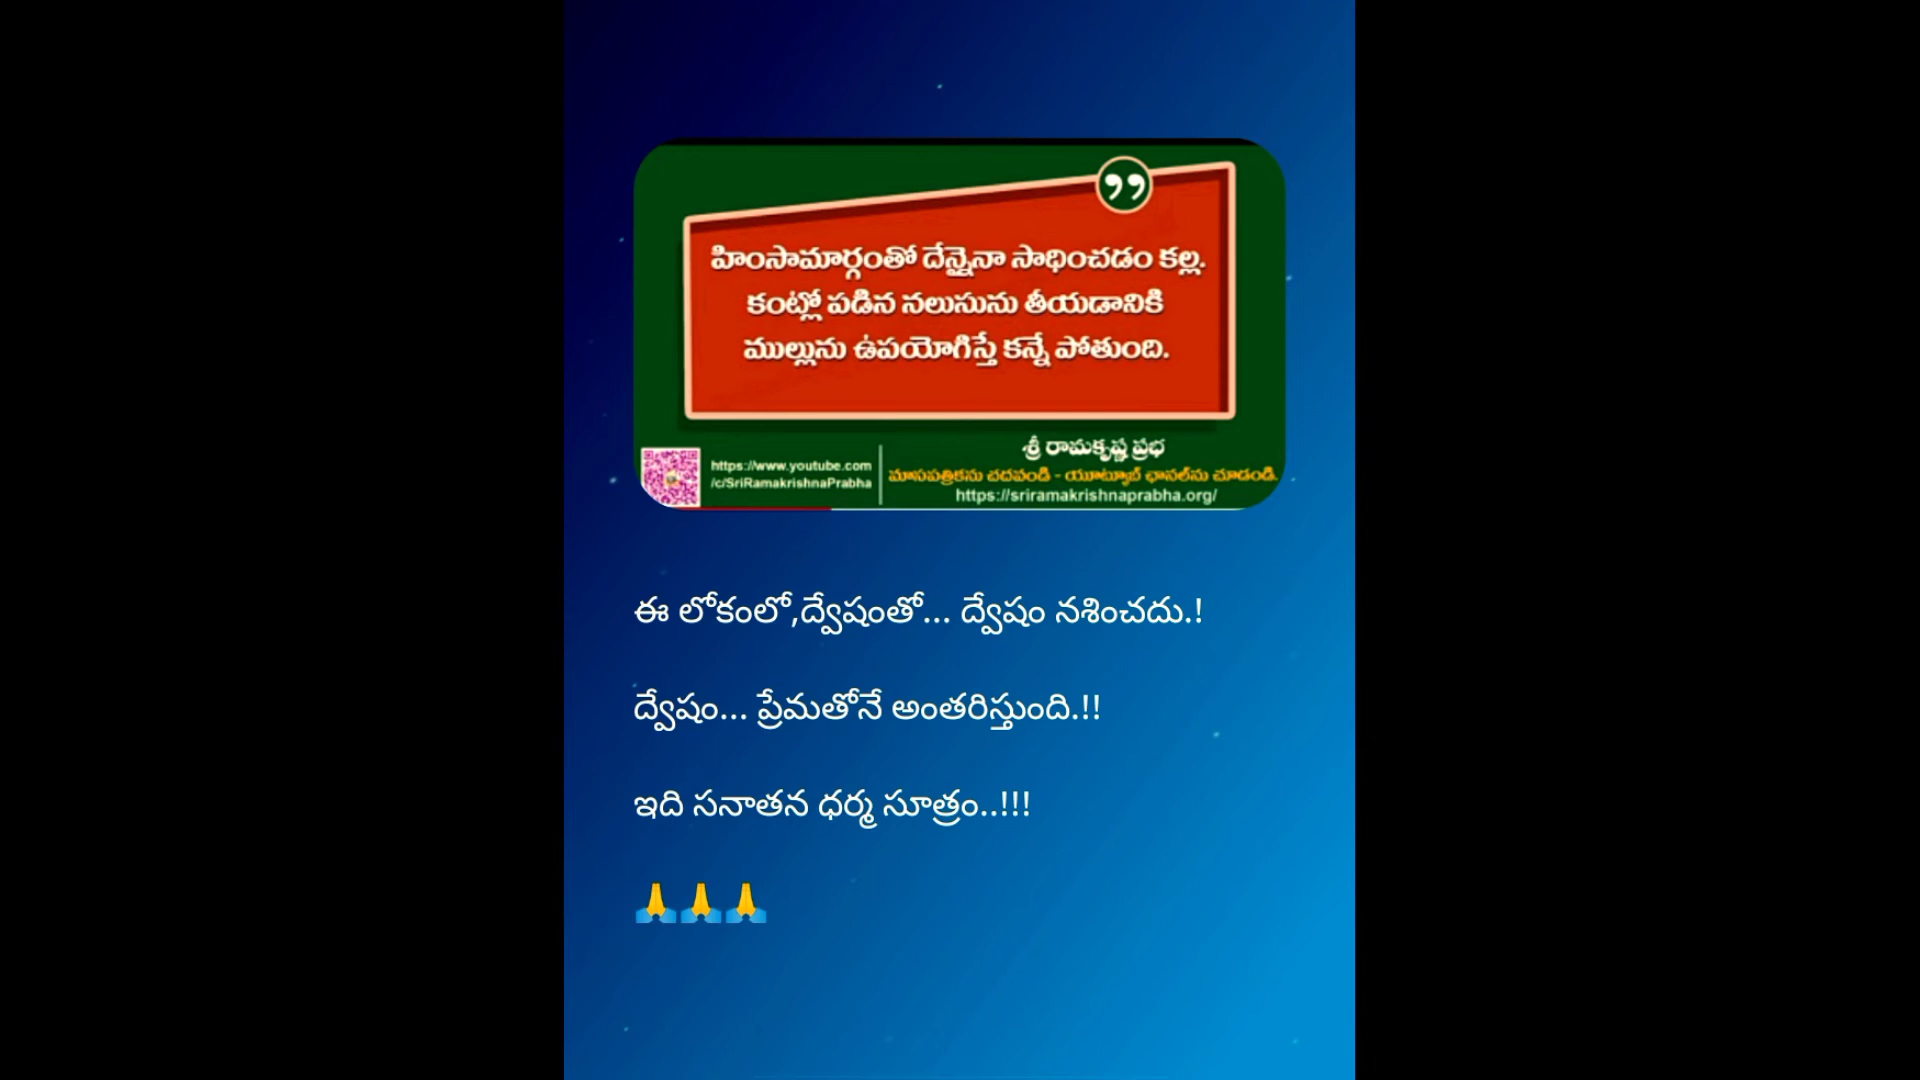 హింసామార్గంతో దేన్నైనా సాధించడం కల్ల.
కంట్లో పడిన నలుసును తీయడానికి
ముల్లును ఉపయోగిస్తే కన్నే పోతుంది.
శ్రీ రామకృష్ణ ప్రభ
https://www.youtube.com
/c/SriRamakrishnaPrabha
మాసపత్రికను చదవండి - యూట్యూబ్ ఛానల్‌ను చూడండి.
https://sriramakrishnaprabha.org/
ఈ లోకంలో,ద్వేషంతో... ద్వేషం నశించదు.!
ద్వేషం... ప్రేమతోనే అంతరిస్తుంది.!!
ఇది సనాతన ధర్మ సూత్రం..!!!
🙏🙏🙏